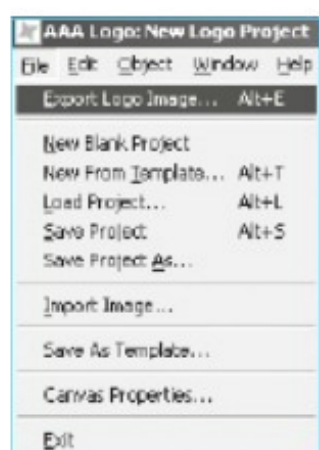 AAA Logo: New Logo Project
File Edit Object Window Help
Export Logo Image... Alt+E
New Blank Project
New From Template... Alt+T
Load Project... Alt+L
Save Project Alt+S
Save Project As...
Import Image...
Save As Template...
Canvas Properties...
Exit